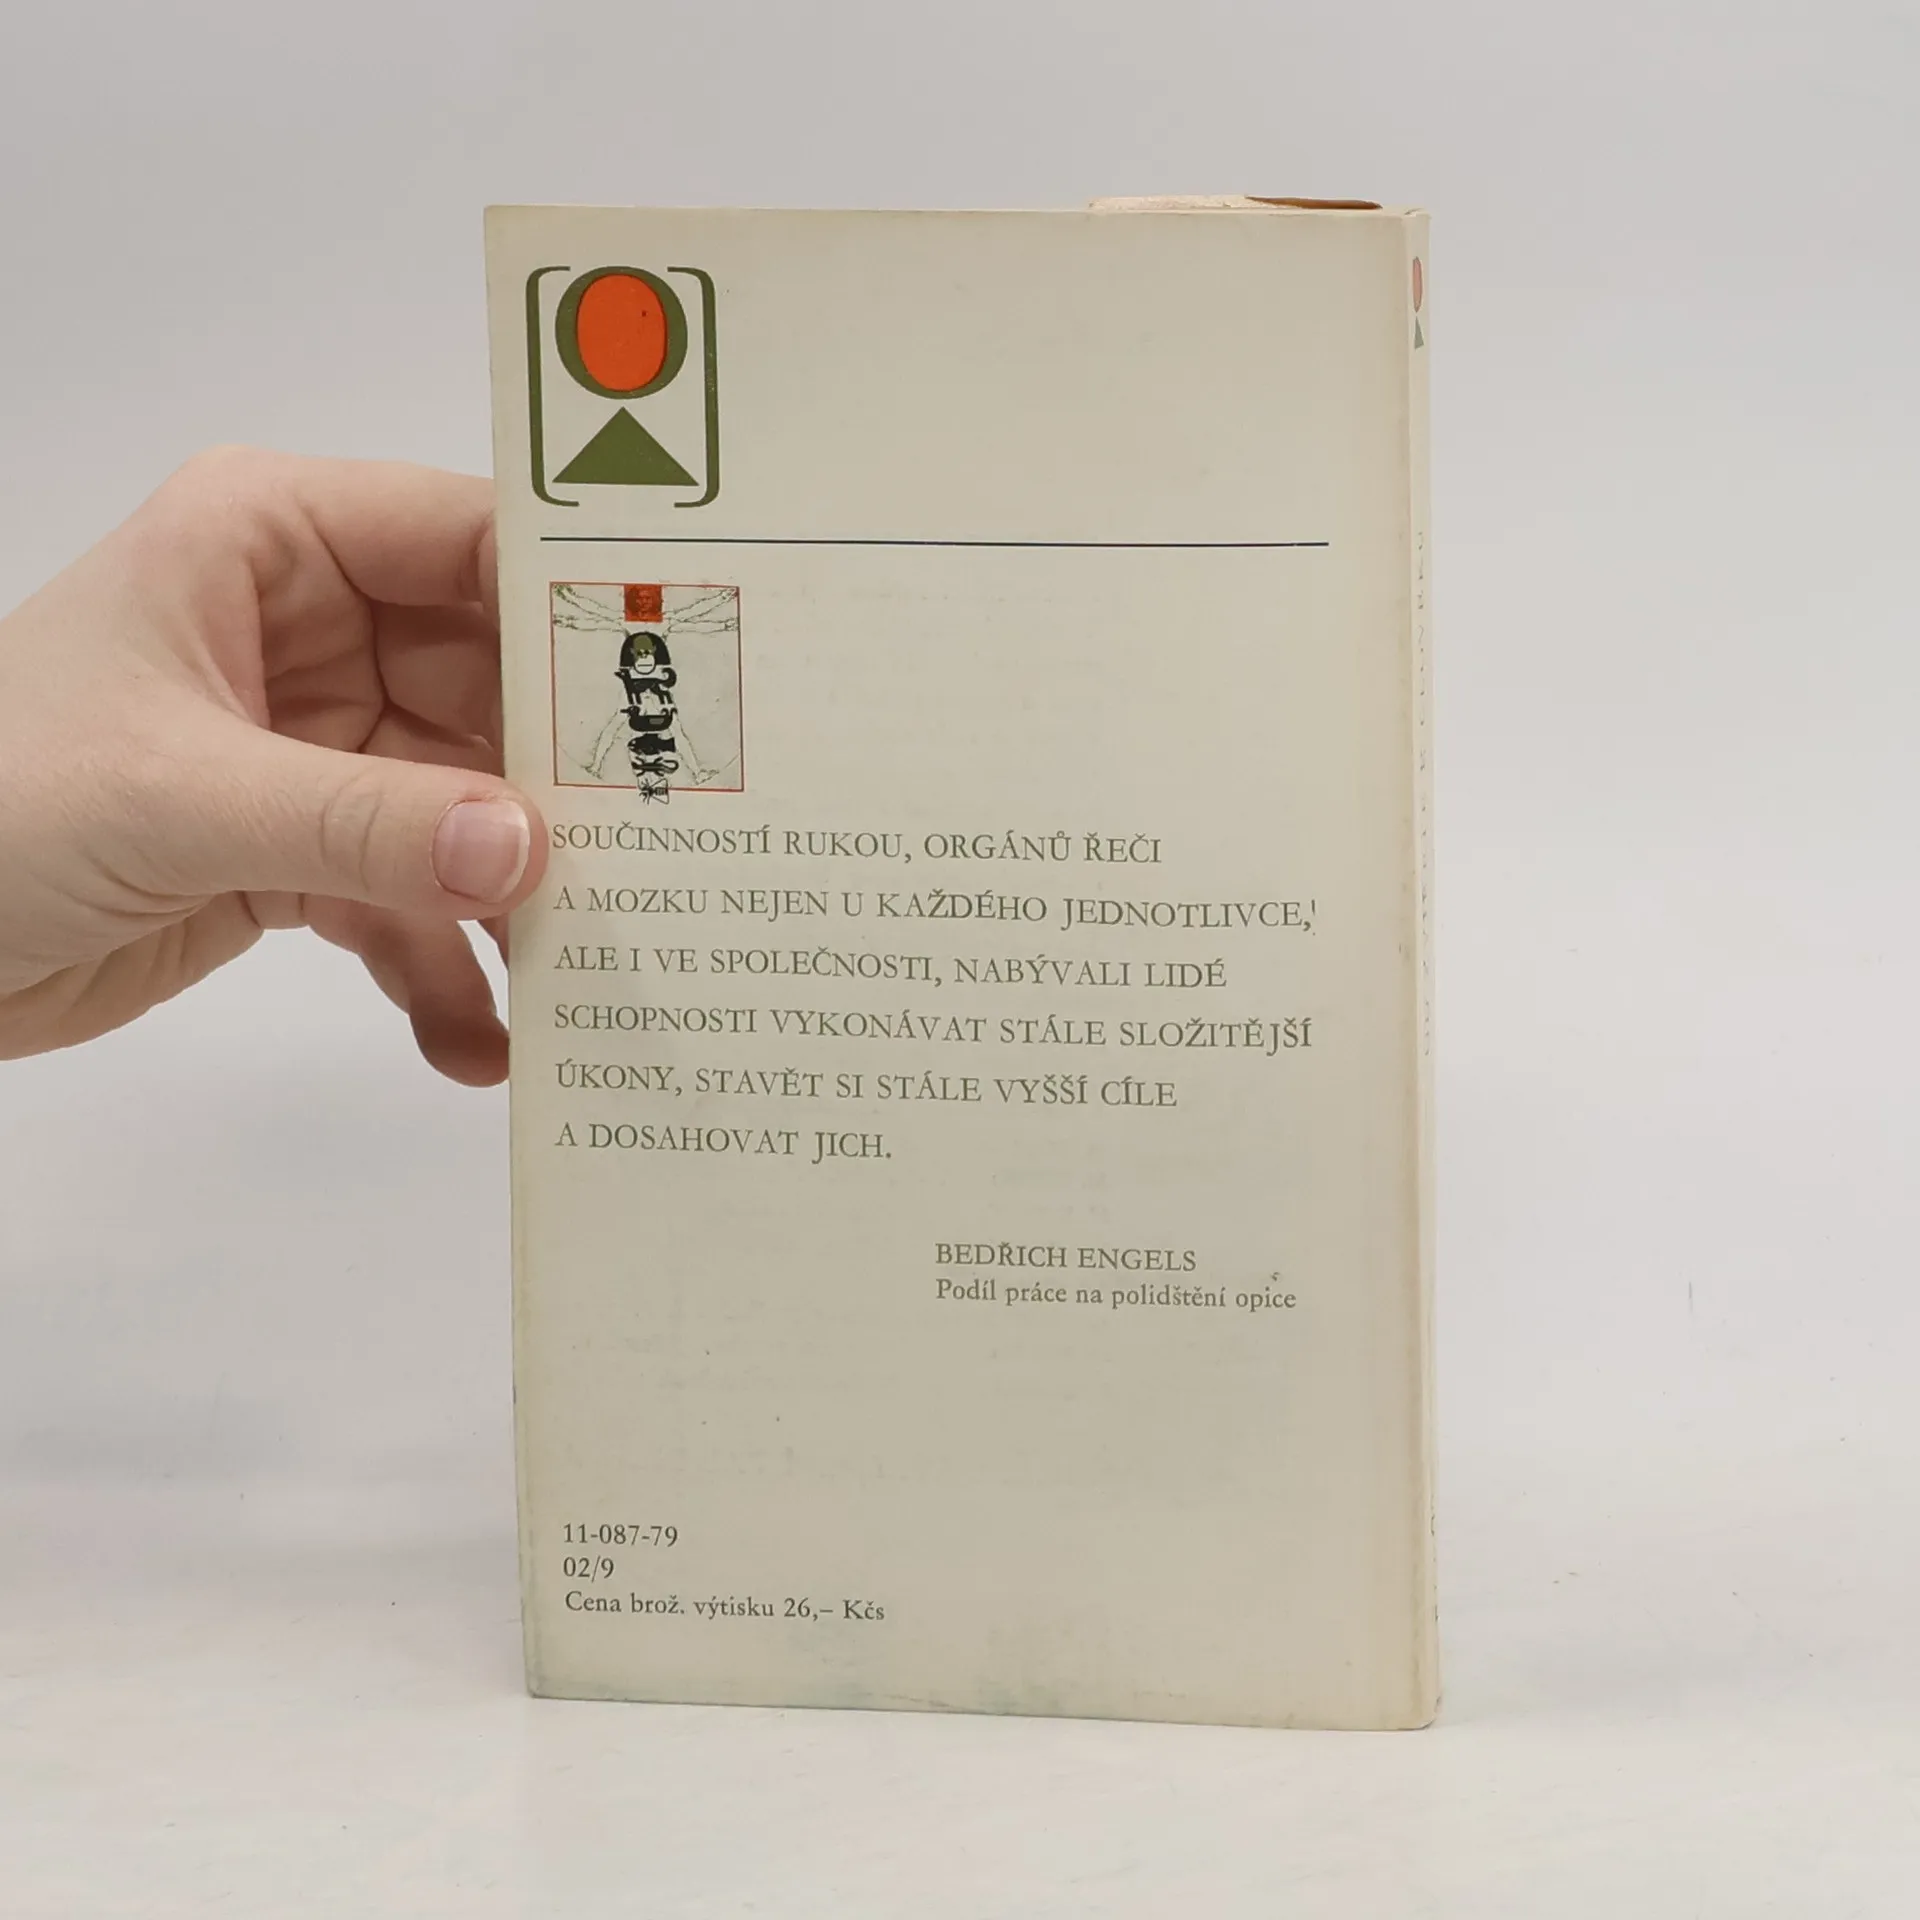 SOUČINNOSTÍ RUKOU, ORGÁNŮ ŘEČI
A MOZKU NEJEN U KAŽDÉHO JEDNOTLIVCE,
ALE I VE SPOLEČNOSTI, NABÝVALI LIDÉ
SCHOPNOSTI VYKONÁVAT STÁLE SLOŽITĚJŠÍ
ÚKONY, STAVĚT SI STÁLE VYŠŠÍ CÍLE
A DOSAHOVAT JICH.
BEDŘICH ENGELS
Podíl práce na polidštění opice
11-087-79
02/9
Cena brož. výtisku 26,– Kčs